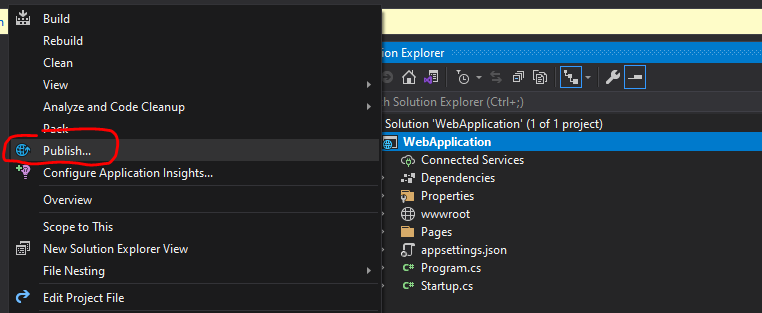 Build
Rebuild
Clean
View
Analyze and Code Cleanup
Pack
Publish...
Configure Application Insights...
Overview
Scope to This
New Solution Explorer View
File Nesting
Edit Project File
ion Explorer
h Solution Explorer (Ctrl+;)
Solution 'WebApplication' (1 of 1 project)
WebApplication
Connected Services
Dependencies
Properties
wwwroot
Pages
appsettings.json
C# Program.cs
C# Startup.cs